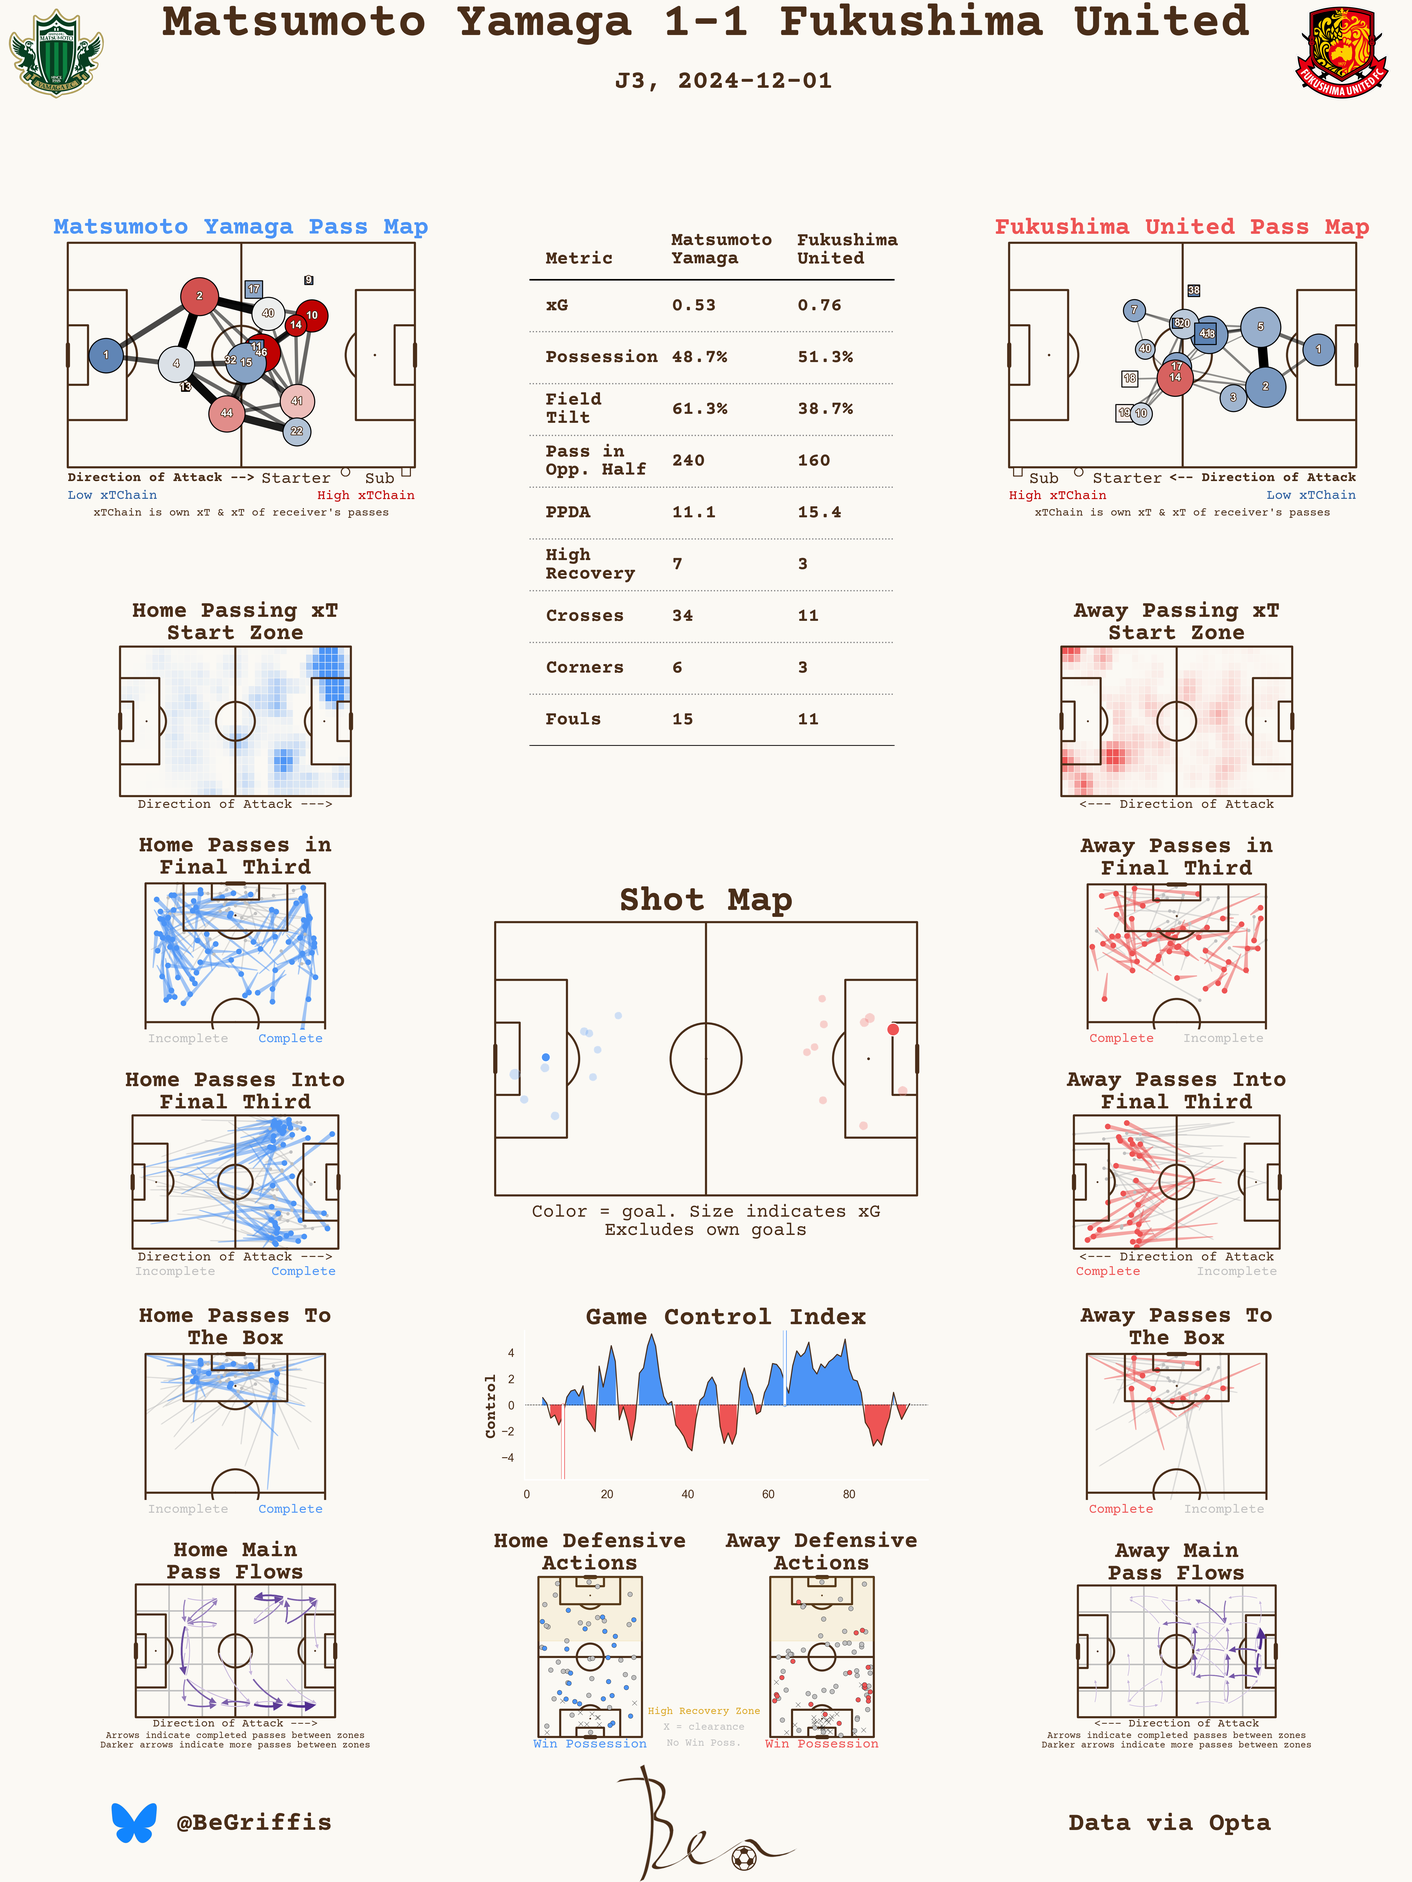 Matsumoto Yamaga 1-1 Fukushima United
J3, 2024-12-01
MATSUMOTO
YAMAGA F.C.
FUKUSHIMA UNITED FC
Matsumoto Yamaga Pass Map
1
2
4
13
44
32
15
46
11
17
40
9
14
10
41
22
Direction of Attack --> Starter Sub
Low xTChain High xTChain
xTChain is own xT & xT of receiver's passes
Metric Matsumoto Yamaga Fukushima United
xG 0.53 0.76
Possession 48.7% 51.3%
Field Tilt 61.3% 38.7%
Pass in Opp. Half 240 160
PPDA 11.1 15.4
High Recovery 7 3
Crosses 34 11
Corners 6 3
Fouls 15 11
Fukushima United Pass Map
38
7
20
5
1
40
17
14
18
19
10
3
2
Sub Starter <-- Direction of Attack
High xTChain Low xTChain
xTChain is own xT & xT of receiver's passes
Home Passing xT
Start Zone
Direction of Attack --->
Away Passing xT
Start Zone
<--- Direction of Attack
Home Passes in
Final Third
Incomplete Complete
Away Passes in
Final Third
Complete Incomplete
Shot Map
Color = goal. Size indicates xG
Excludes own goals
Home Passes Into
Final Third
Direction of Attack --->
Incomplete Complete
Away Passes Into
Final Third
<--- Direction of Attack
Complete Incomplete
Home Passes To
The Box
Incomplete Complete
Game Control Index
Control
4
2
0
−2
−4
0 20 40 60 80
Away Passes To
The Box
Complete Incomplete
Home Main
Pass Flows
Direction of Attack --->
Arrows indicate completed passes between zones
Darker arrows indicate more passes between zones
Home Defensive
Actions
Win Possession
High Recovery Zone
X = clearance
No Win Poss.
Away Defensive
Actions
Win Possession
Away Main
Pass Flows
<--- Direction of Attack
Arrows indicate completed passes between zones
Darker arrows indicate more passes between zones
@BeGriffis
Ben
Data via Opta